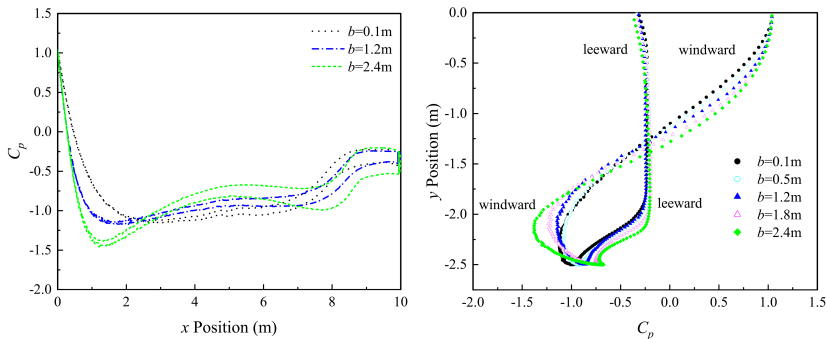 1.5
1.0
0.5
0.0
-0.5
-1.0
-1.5
-2.0
C_p
0 2 4 6 8 10
x Position (m)
b=0.1m
b=1.2m
b=2.4m
0.0
-0.5
-1.0
-1.5
-2.0
-2.5
y Position (m)
-2.0 -1.5 -1.0 -0.5 0.0 0.5 1.0 1.5
C_p
leeward windward
windward leeward
b=0.1m
b=0.5m
b=1.2m
b=1.8m
b=2.4m